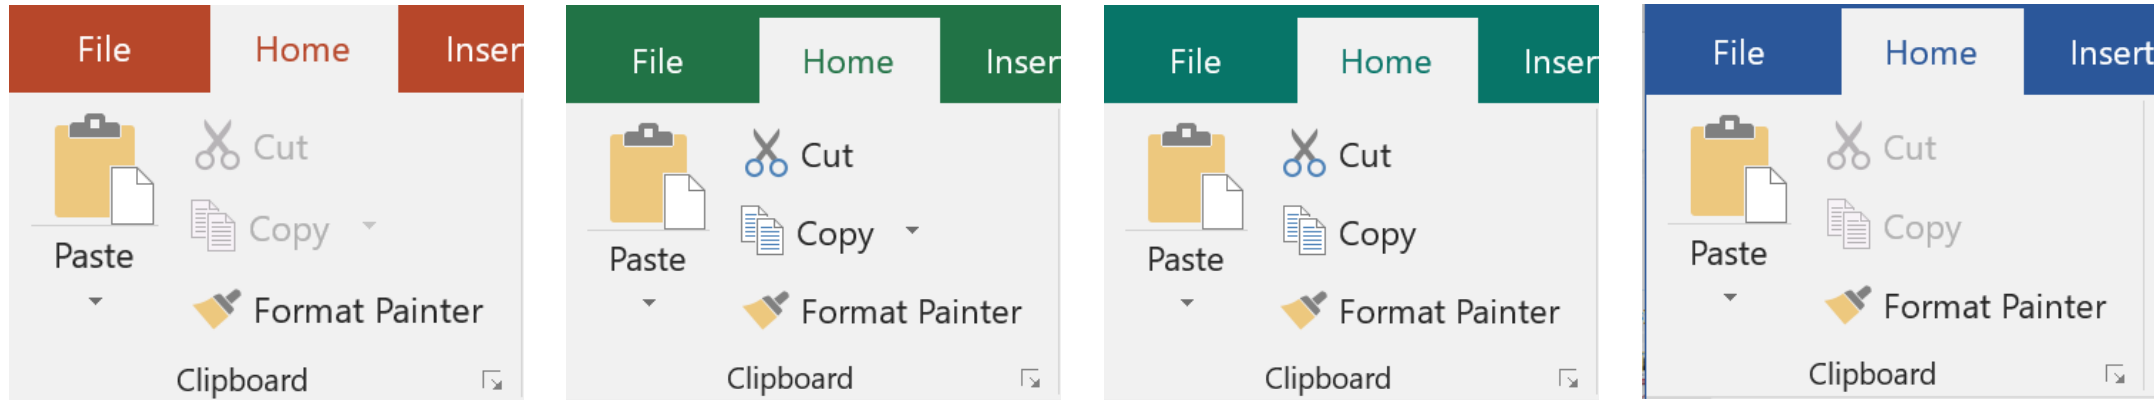 File Home Inser
Cut
Copy
Paste
Format Painter
Clipboard
File Home Inser
Cut
Copy
Paste
Format Painter
Clipboard
File Home Inser
Cut
Copy
Paste
Format Painter
Clipboard
File Home Insert
Cut
Copy
Paste
Format Painter
Clipboard